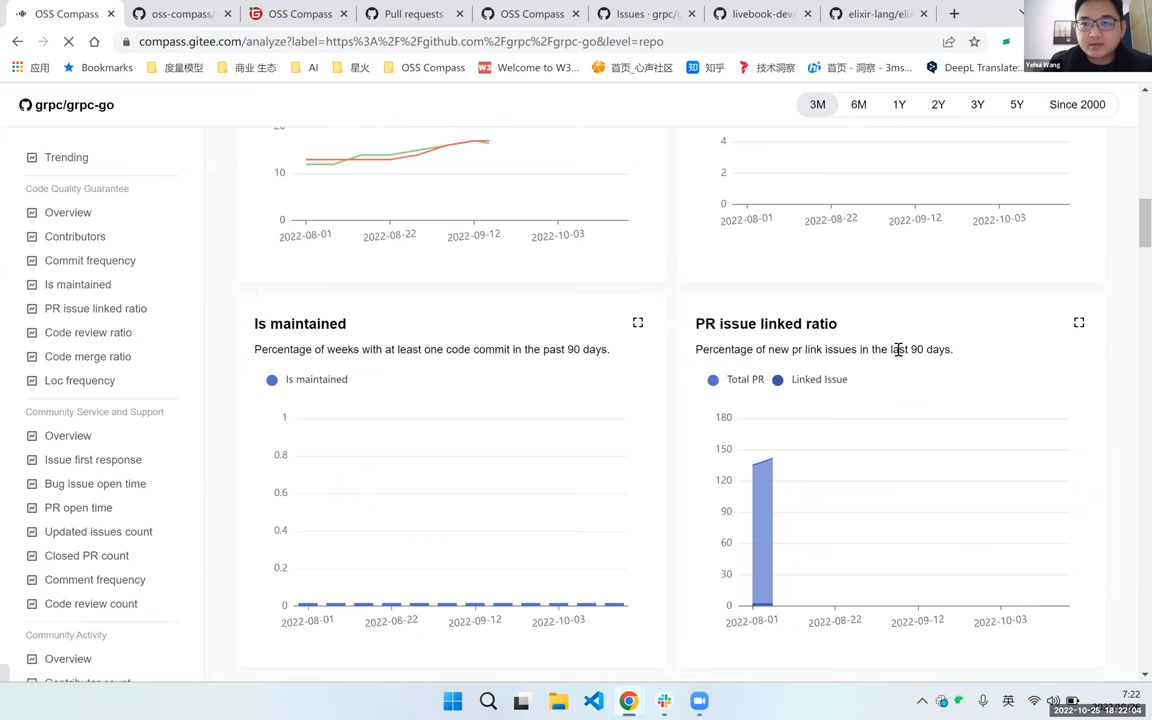 OSS Compass
oss-compass/
OSS Compass
Pull requests
OSS Compass
Issues · grpc/g
livebook-dev/
elixir-lang/eli
Yehui Wang
compass.gitee.com/analyze?label=https%3A%2F%2Fgithub.com%2Fgrpc%2Fgrpc-go&level=repo
应用
Bookmarks
度量模型
商业 生态
AI
星火
OSS Compass
Welcome to W3...
首页_心声社区
知乎
技术洞察
首页 - 洞察 - 3ms...
DeepL Translate:...
grpc/grpc-go
3M
6M
1Y
2Y
3Y
5Y
Since 2000
Trending
Code Quality Guarantee
Overview
Contributors
Commit frequency
Is maintained
PR issue linked ratio
Code review ratio
Code merge ratio
Loc frequency
Community Service and Support
Overview
Issue first response
Bug issue open time
PR open time
Updated issues count
Closed PR count
Comment frequency
Code review count
Community Activity
Overview
20
10
0
2022-08-01
2022-08-22
2022-09-12
2022-10-03
4
2
0
2022-08-01
2022-08-22
2022-09-12
2022-10-03
Is maintained
Percentage of weeks with at least one code commit in the past 90 days.
Is maintained
1
0.8
0.6
0.4
0.2
0
2022-08-01
2022-08-22
2022-09-12
2022-10-03
PR issue linked ratio
Percentage of new pr link issues in the last 90 days.
Total PR
Linked Issue
180
150
120
90
60
30
0
2022-08-01
2022-08-22
2022-09-12
2022-10-03
英
7:22
2022-10-25 18:22:04